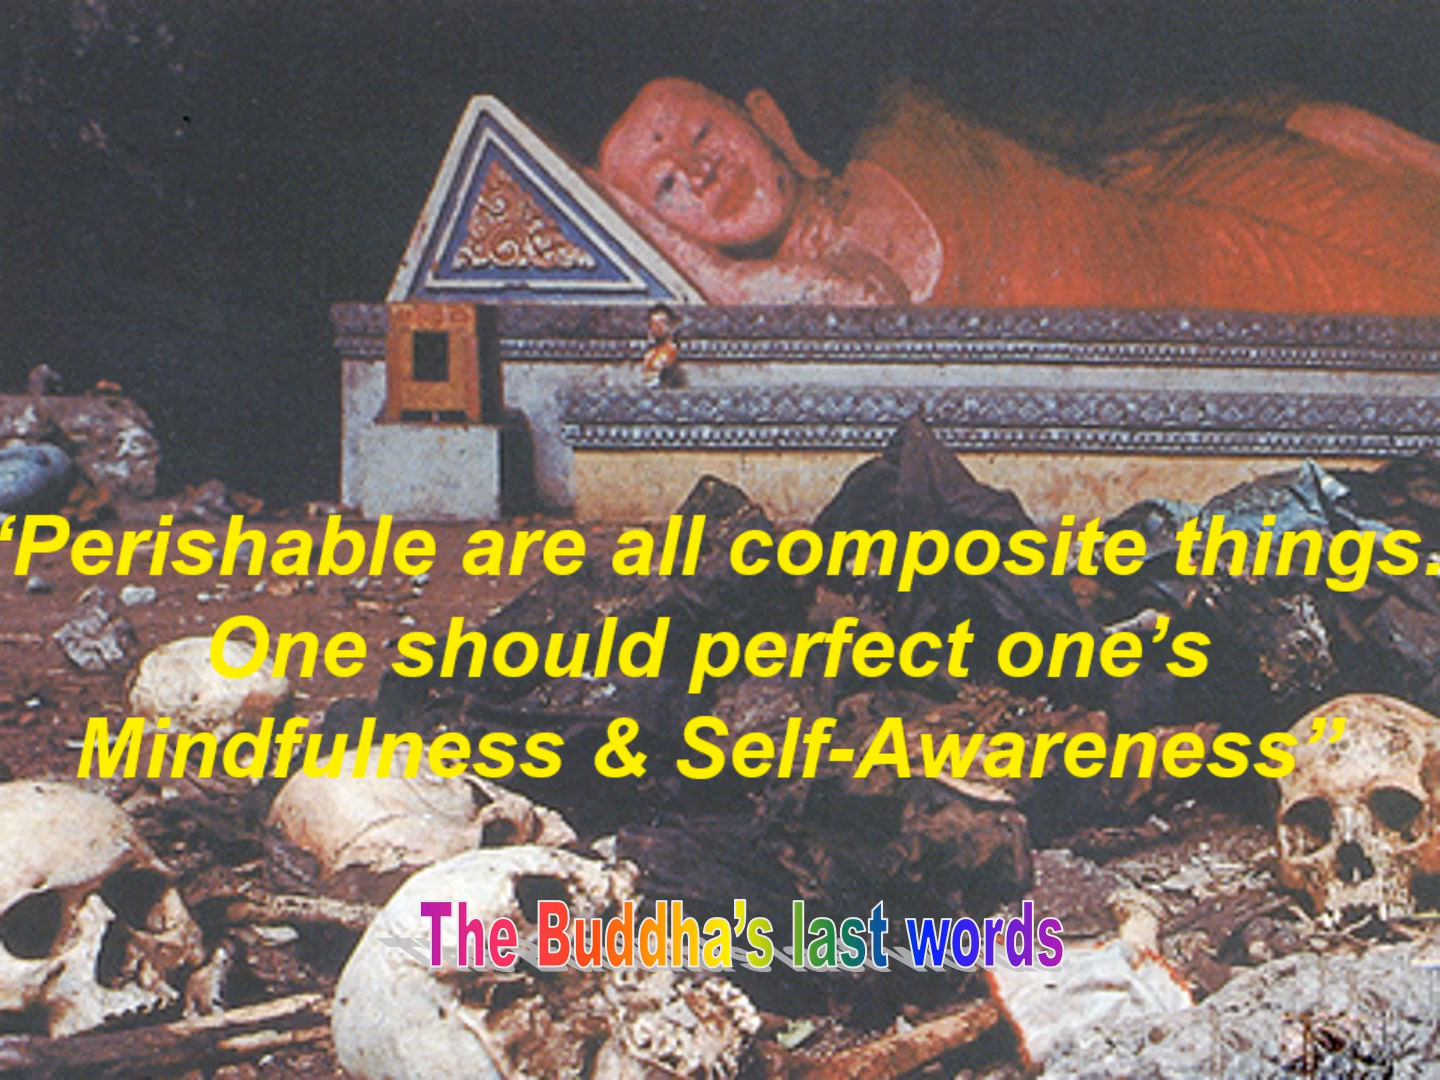 “Perishable are all composite things.
One should perfect one’s
Mindfulness & Self-Awareness”
The Buddha’s last words